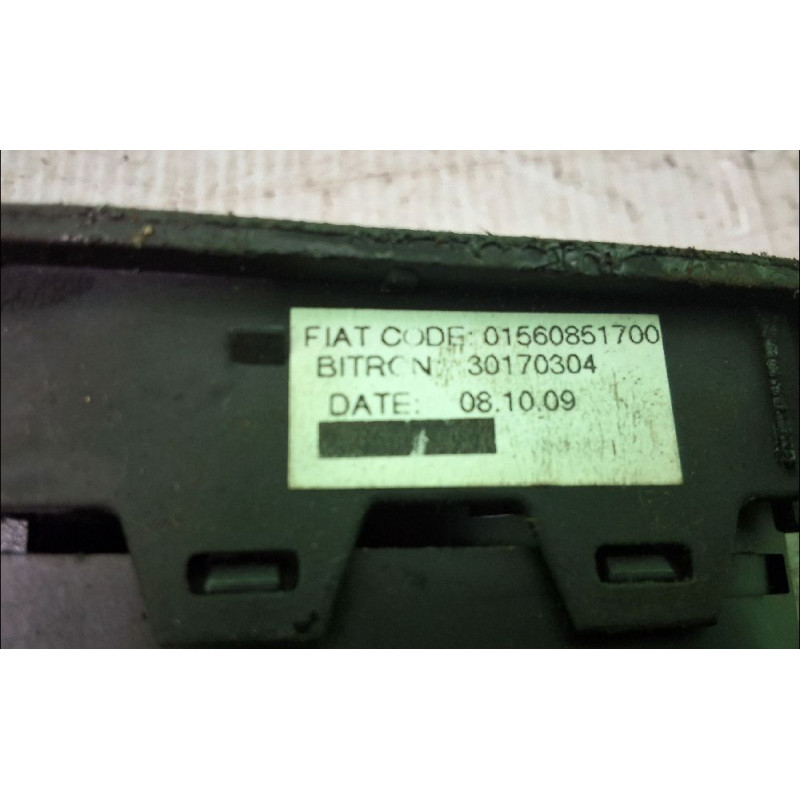 FIAT CODE: 01560851700
BITRON: 30170304
DATE: 08.10.09